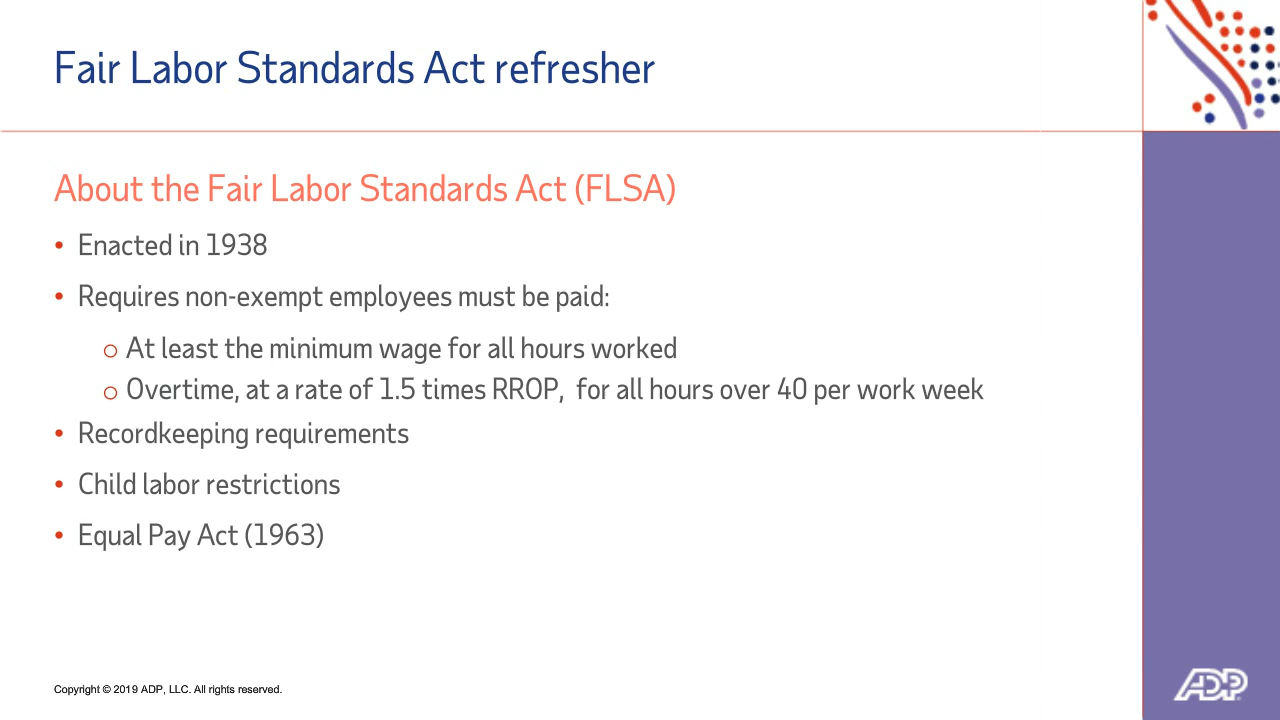 Fair Labor Standards Act refresher
About the Fair Labor Standards Act (FLSA)
• Enacted in 1938
• Requires non-exempt employees must be paid:
o At least the minimum wage for all hours worked
o Overtime, at a rate of 1.5 times RROP,  for all hours over 40 per work week
• Recordkeeping requirements
• Child labor restrictions
• Equal Pay Act (1963)
Copyright © 2019 ADP, LLC. All rights reserved.
ADP